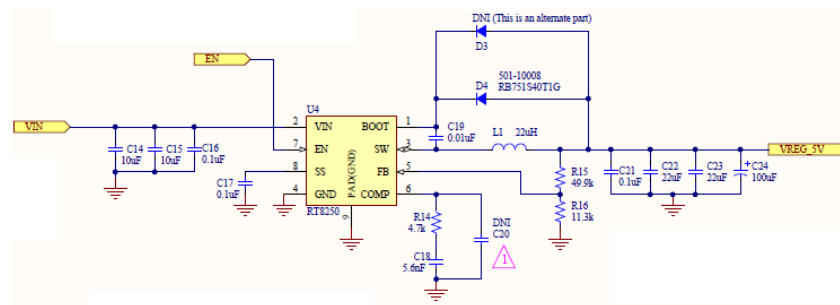 DNI (This is an alternate part)
D3
EN
501-10008
D4
RB751S40T1G
U4
VIN
2
VIN
BOOT
1
C19
0.01uF
L1
22uH
VREG_5V
C14
10uF
C15
10uF
C16
0.1uF
7
EN
SW
3
8
SS
FB
5
R15
49.9k
C21
0.1uF
C22
22uF
C23
22uF
+
C24
100uF
C17
0.1uF
4
GND
PAD(GND)
COMP
6
R16
11.3k
RT8250
9
R14
4.7k
DNI
C20
C18
5.6nF
1